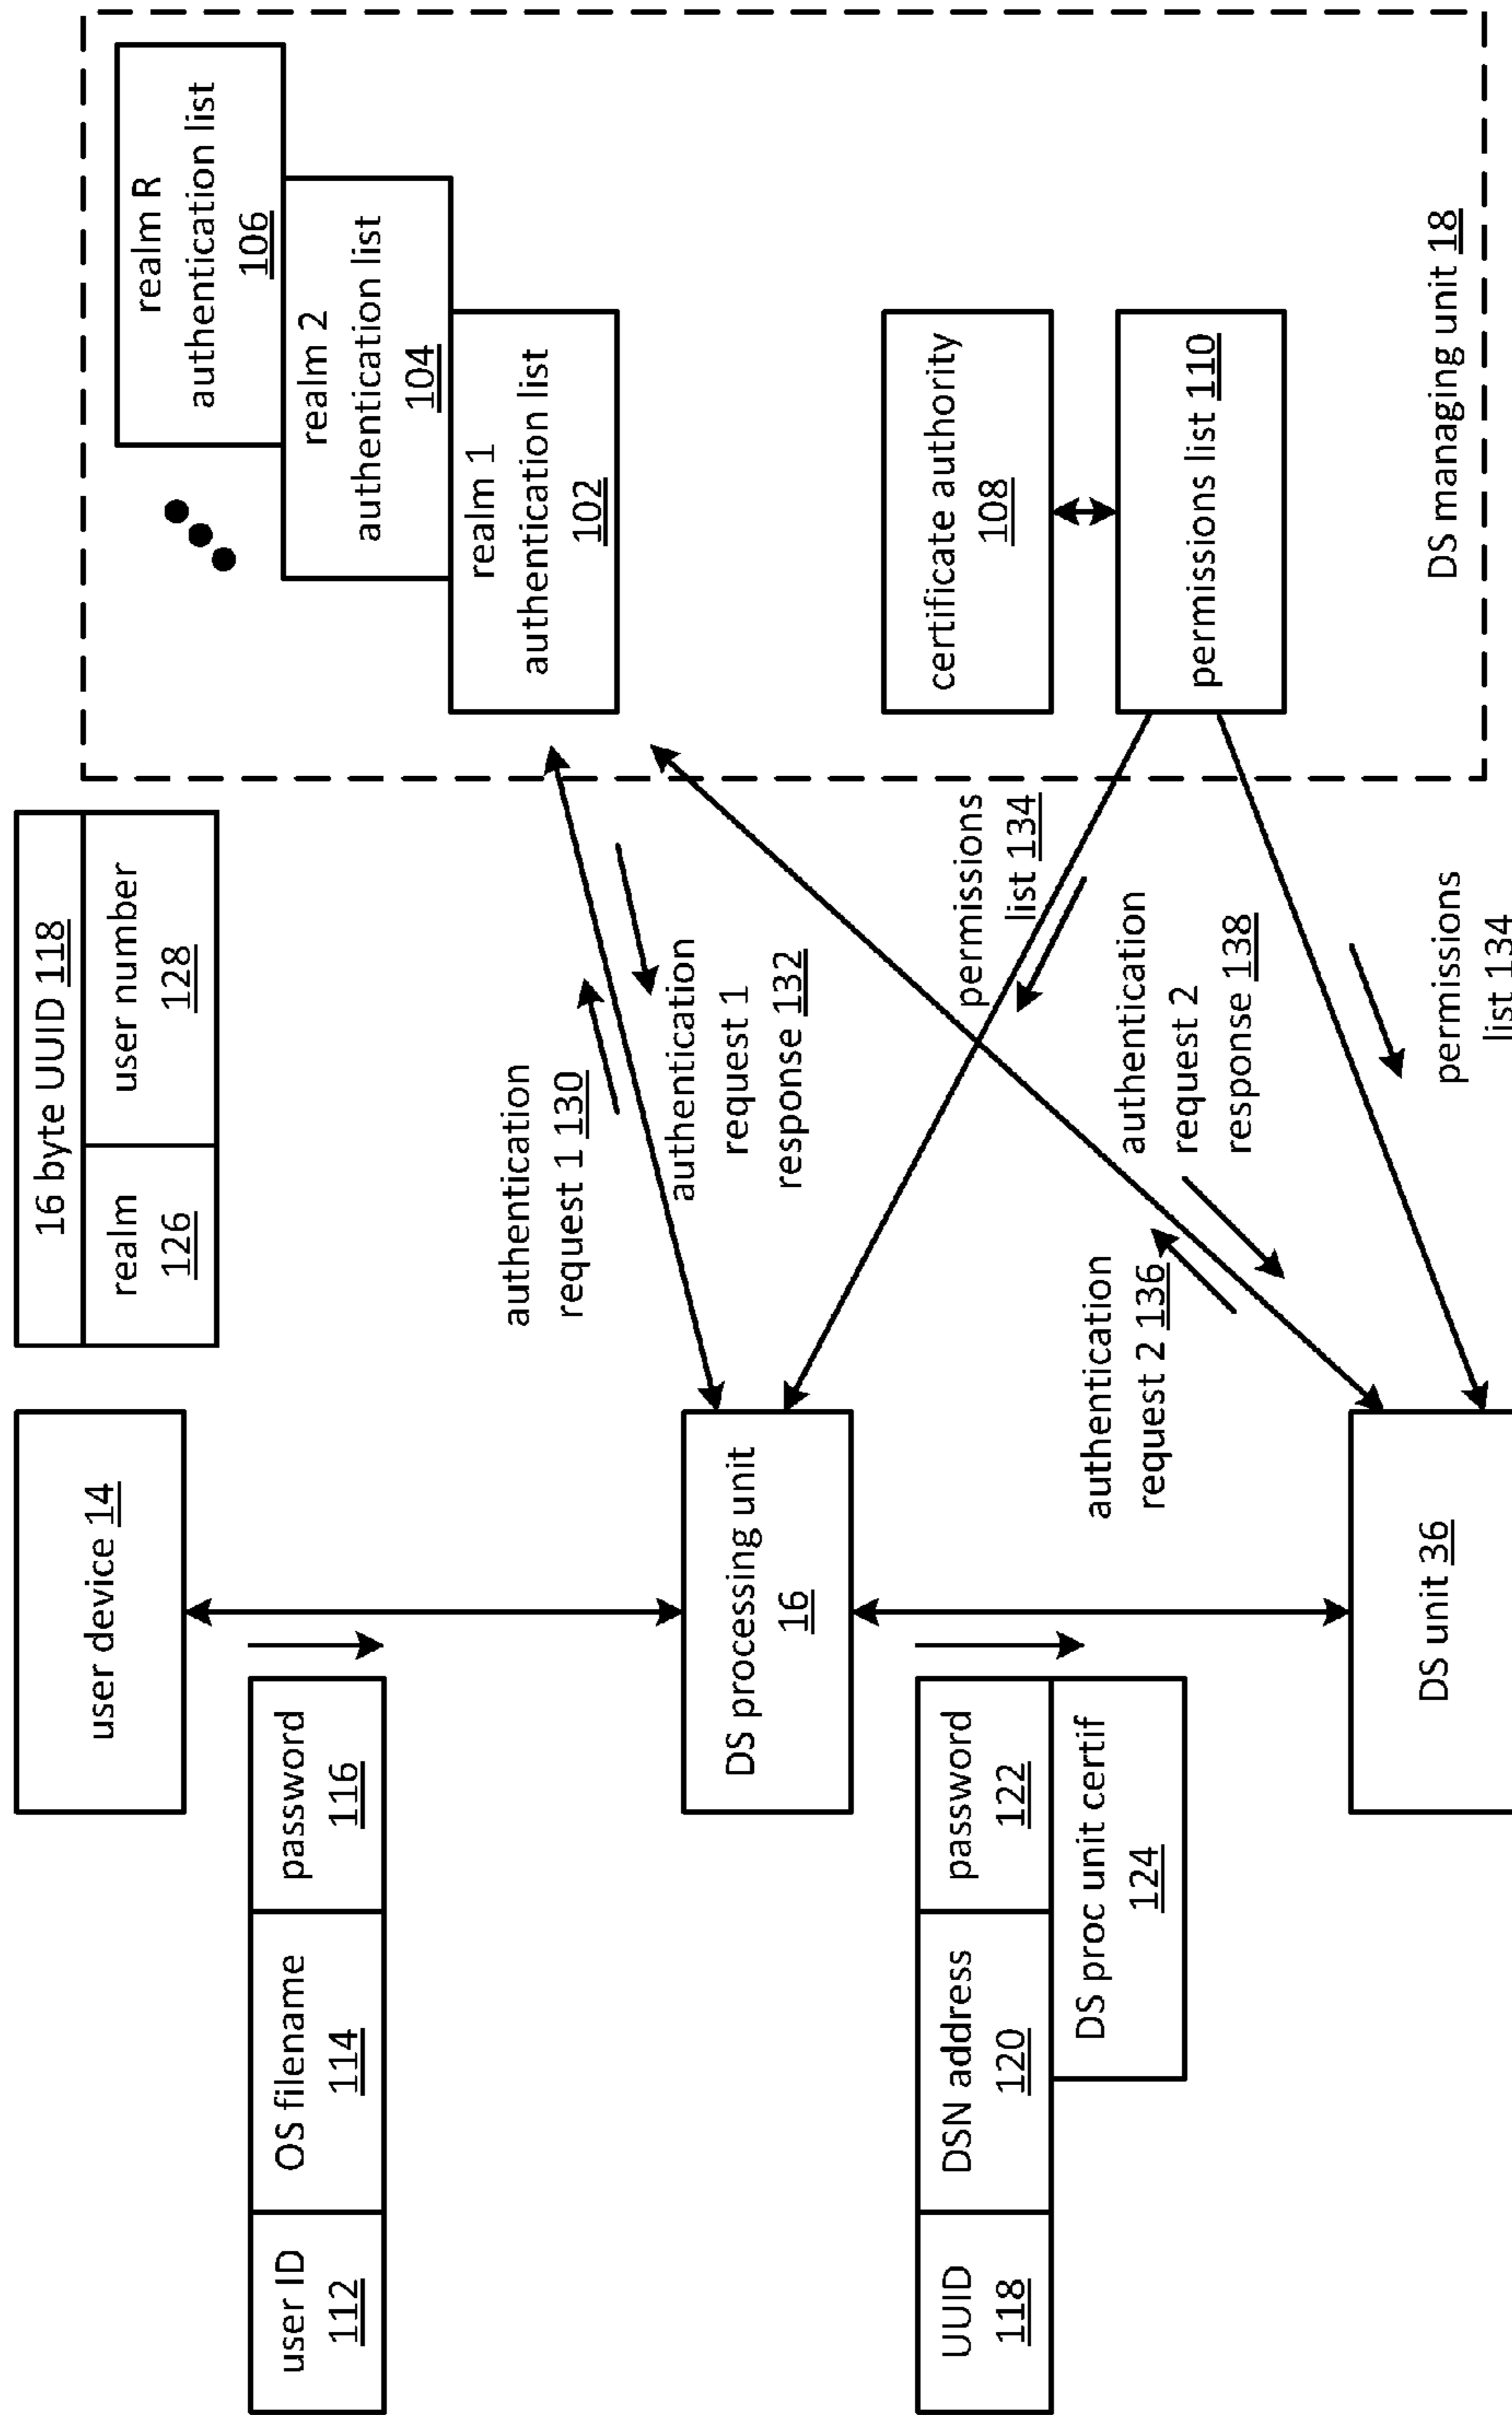 user device 14
16 byte UUID 118
realm
126
user number
128
realm R
authentication list
106
realm 2
authentication list
104
realm 1
authentication list
102
user ID
112
OS filename
114
password
116
authentication
request 1 130
authentication
request 1
response 132
DS processing unit
16
certificate authority
108
permissions list 110
permissions
list 134
UUID
118
DSN address
120
password
122
DS proc unit certif
124
authentication
request 2 136
authentication
request 2
response 138
permissions
list 134
DS unit 36
DS managing unit 18